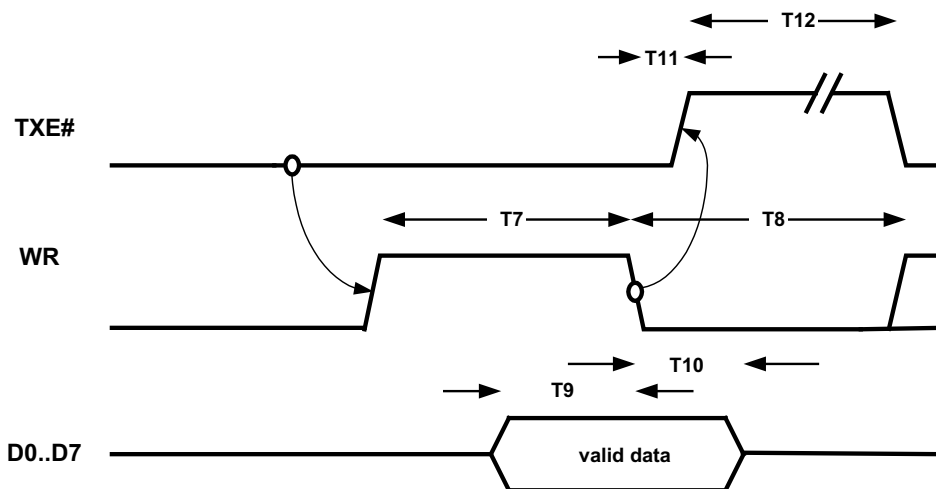 T12
T11
TXE#
T7
T8
WR
T10
T9
D0..D7
valid data